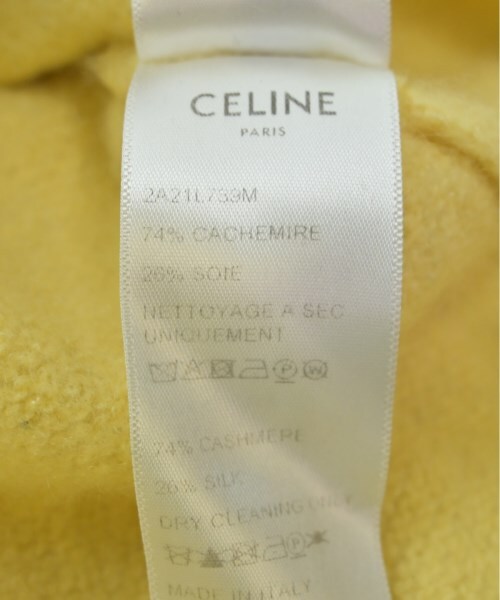 CELINE
PARIS
2A21L739M
74% CACHEMIRE
26% SOIE
NETTOYAGE A SEC
UNIQUEMENT
74% CASHMERE
26% SILK
DRY CLEANING ONLY
MADE IN ITALY